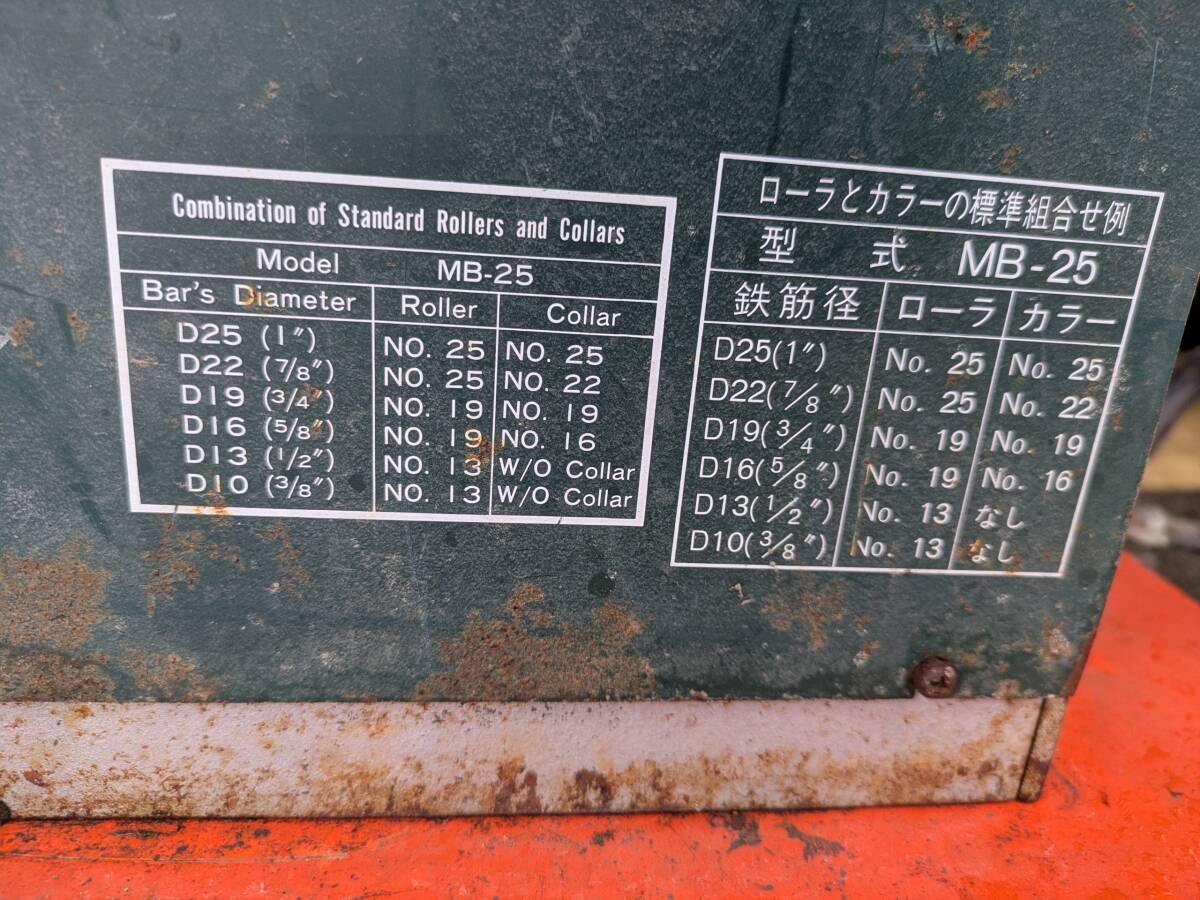 Combination of Standard Rollers and Collars
Model MB-25
Bar's Diameter Roller Collar
D25 (1″) NO. 25 NO. 25
D22 (7/8″) NO. 25 NO. 22
D19 (3/4″) NO. 19 NO. 19
D16 (5/8″) NO. 19 NO. 16
D13 (1/2″) NO. 13 W/O Collar
D10 (3/8″) NO. 13 W/O Collar
ローラとカラーの標準組合せ例
型 式 MB-25
鉄筋径 ローラ カラー
D25(1″) No. 25 No. 25
D22(7/8″) No. 25 No. 22
D19(3/4″) No. 19 No. 19
D16(5/8″) No. 19 No. 16
D13(1/2″) No. 13 なし
D10(3/8″) No. 13 なし